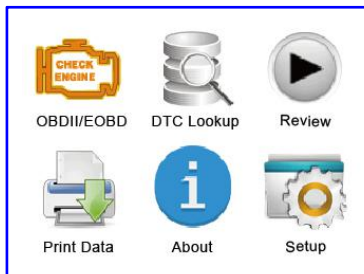 CHECK
ENGINE
OBDII/EOBD
DTC Lookup
Review
Print Data
About
Setup